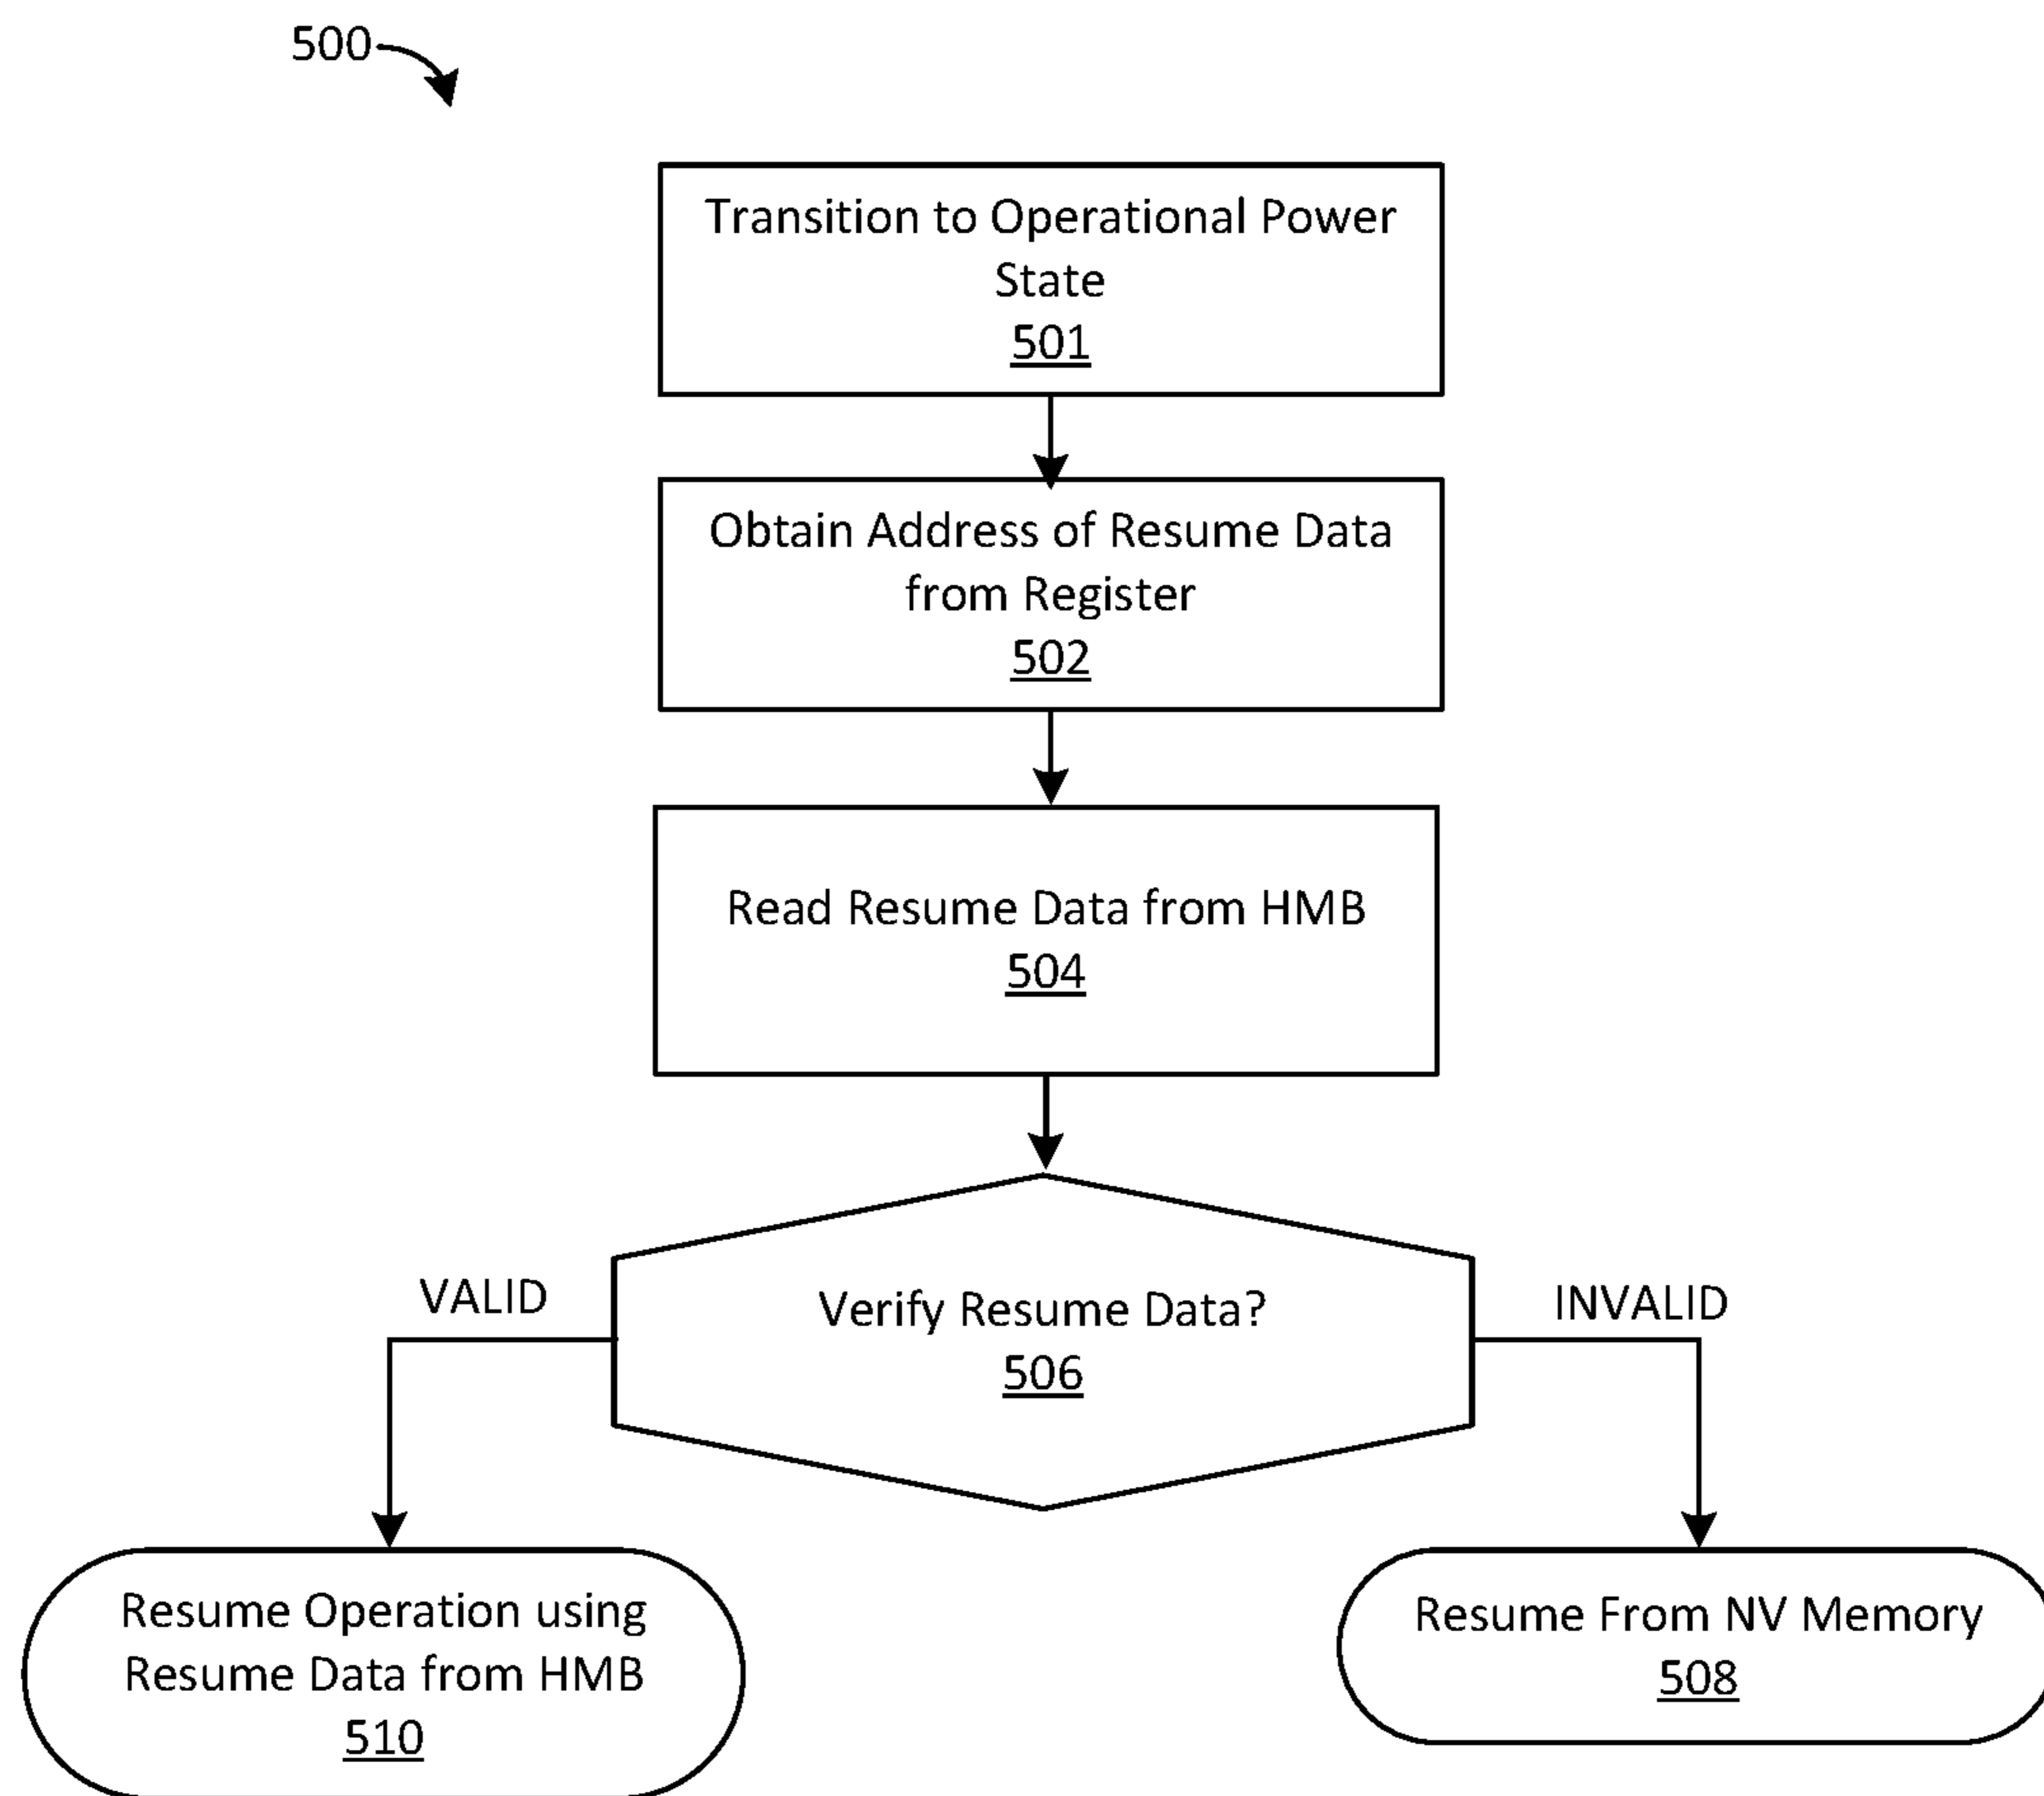 500
Transition to Operational Power
State
501
Obtain Address of Resume Data
from Register
502
Read Resume Data from HMB
504
VALID
Verify Resume Data?
506
INVALID
Resume Operation using
Resume Data from HMB
510
Resume From NV Memory
508